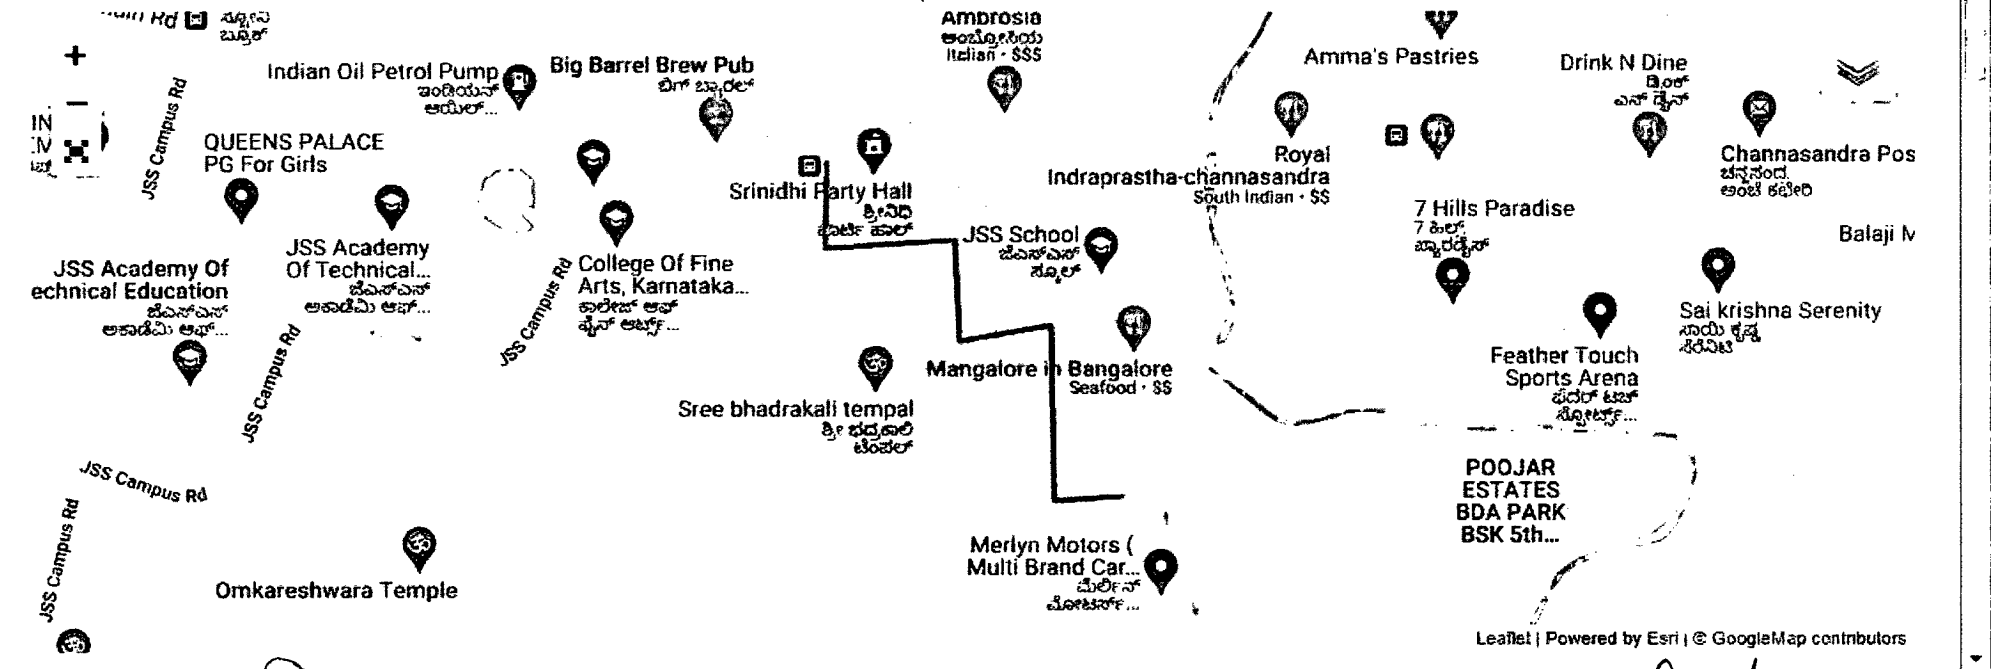 Rd
ಬ್ರೂಕ್
Indian Oil Petrol Pump
ಇಂಡಿಯನ್
ಆಯಿಲ್...
Big Barrel Brew Pub
ಬಿಗ್ ಬ್ಯಾರಲ್
Ambrosia
ಅಂಬ್ರೋಸಿಯ
Italian · $$$
Amma's Pastries
Drink N Dine
ಡ್ರಿಂಕ್
ಎನ್ ಡೈನ್
JSS Campus Rd
QUEENS PALACE
PG For Girls
Srinidhi Party Hall
ಶ್ರೀನಿಧಿ
ಪಾರ್ಟಿ ಹಾಲ್
Royal
Indraprastha-channasandra
South Indian · $$
Channasandra Pos
ಚನ್ನಸಂದ್ರ
ಅಂಚೆ ಕಛೇರಿ
7 Hills Paradise
7 ಹಿಲ್ಸ್
ಪ್ಯಾರಡೈಸ್
Balaji M
JSS Academy
Of Technical...
ಜೆಎಸ್ಎಸ್
ಅಕಾಡೆಮಿ ಆಫ್...
JSS Academy Of
echnical Education
ಜೆಎಸ್ಎಸ್
ಅಕಾಡೆಮಿ ಆಫ್...
College Of Fine
Arts, Karnataka...
ಕಾಲೇಜ್ ಆಫ್
ಫೈನ್ ಆರ್ಟ್ಸ್...
JSS School
ಜೆಎಸ್ಎಸ್
ಸ್ಕೂಲ್
JSS Campus Rd
Sai krishna Serenity
ಸಾಯಿ ಕೃಷ್ಣ
ಸೆರೆನಿಟಿ
JSS Campus Rd
Mangalore in Bangalore
Seafood · $$
Feather Touch
Sports Arena
ಫೆದರ್ ಟಚ್
ಸ್ಪೋರ್ಟ್ಸ್...
Sree bhadrakali tempal
ಶ್ರೀ ಭದ್ರಕಾಲಿ
ಟೆಂಪಲ್
JSS Campus Rd
POOJAR
ESTATES
BDA PARK
BSK 5th...
JSS Campus Rd
Omkareshwara Temple
Merlyn Motors (
Multi Brand Car...
ಮೆರ್ಲಿನ್
ಮೋಟರ್ಸ್...
Leaflet | Powered by Esri | © GoogleMap contributors